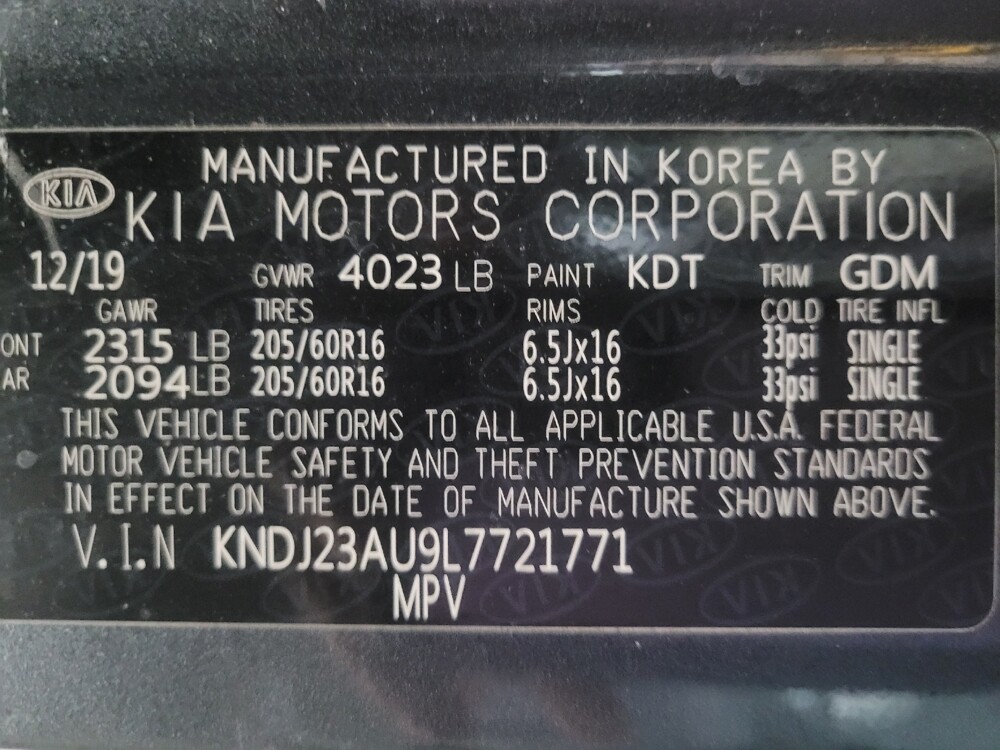 MANUFACTURED IN KOREA BY
KIA KIA MOTORS CORPORATION
12/19 GVWR 4023 LB PAINT KDT TRIM GDM
GAWR TIRES RIMS COLD TIRE INFL
ONT 2315 LB 205/60R16 6.5Jx16 33psi SINGLE
AR 2094LB 205/60R16 6.5Jx16 33psi SINGLE
THIS VEHICLE CONFORMS TO ALL APPLICABLE U.S.A. FEDERAL
MOTOR VEHICLE SAFETY AND THEFT PREVENTION STANDARDS
IN EFFECT ON THE DATE OF MANUFACTURE SHOWN ABOVE.
V.I.N KNDJ23AU9L7721771
MPV